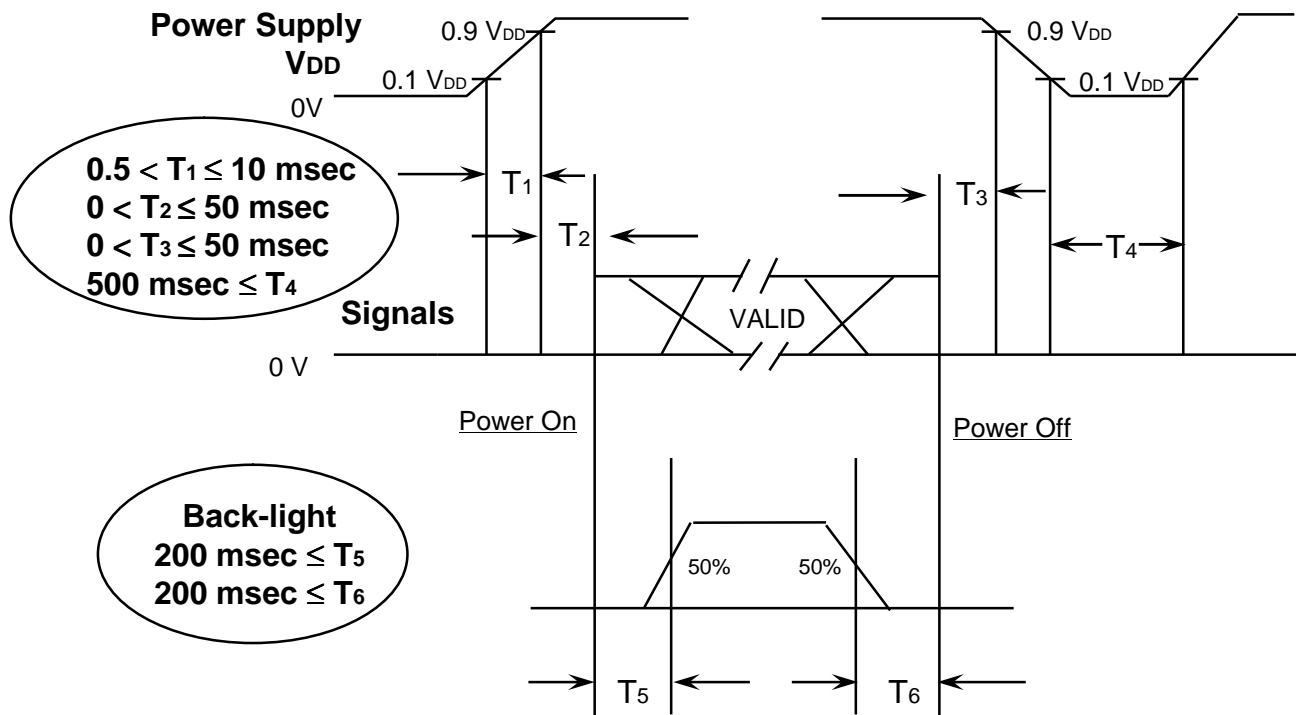 Power Supply
VDD
0.9 VDD
0.1 VDD
0V
0.9 VDD
0.1 VDD
0.5 < T1 ≤ 10 msec
0 < T2 ≤ 50 msec
0 < T3 ≤ 50 msec
500 msec ≤ T4
T1
T2
T3
T4
Signals
VALID
0 V
Power On
Power Off
Back-light
200 msec ≤ T5
200 msec ≤ T6
50%
50%
T5
T6